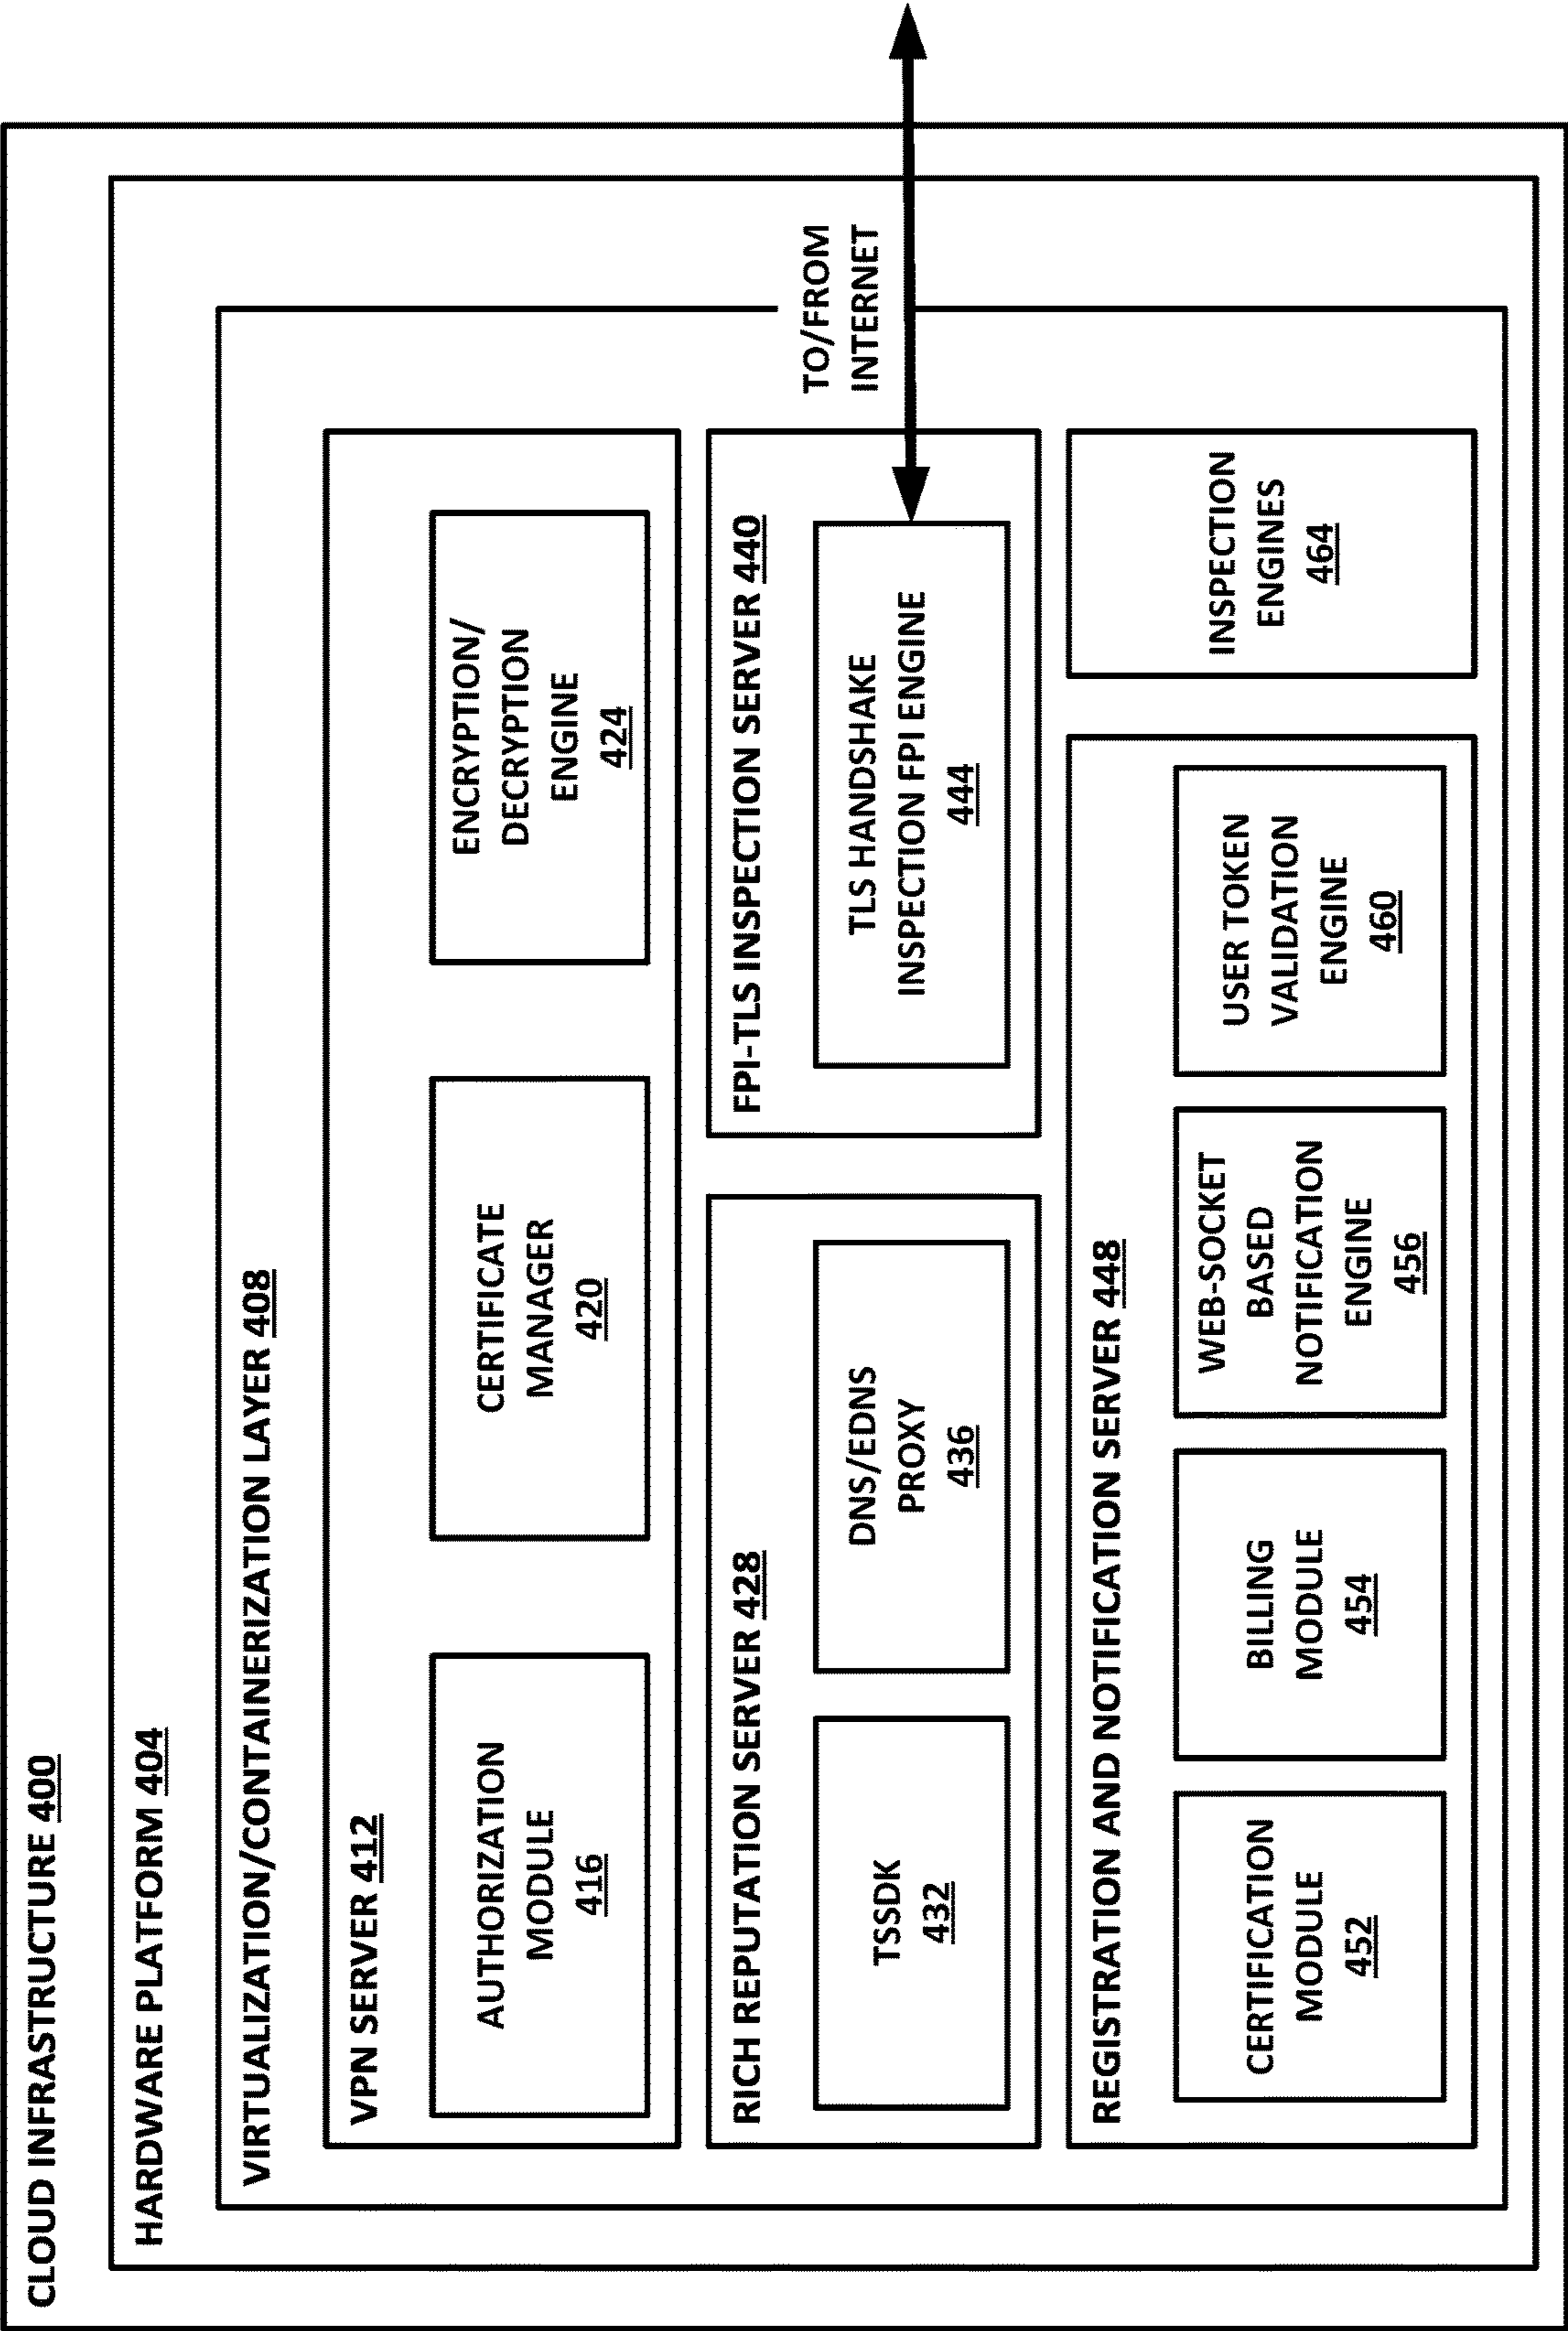 CLOUD INFRASTRUCTURE 400
HARDWARE PLATFORM 404
VIRTUALIZATION/CONTAINERIZATION LAYER 408
VPN SERVER 412
AUTHORIZATION
MODULE
416
CERTIFICATE
MANAGER
420
ENCRYPTION/
DECRYPTION
ENGINE
424
RICH REPUTATION SERVER 428
TSSDK
432
DNS/EDNS
PROXY
436
FPI-TLS INSPECTION SERVER 440
TLS HANDSHAKE
INSPECTION FPI ENGINE
444
TO/FROM
INTERNET
REGISTRATION AND NOTIFICATION SERVER 448
CERTIFICATION
MODULE
452
BILLING
MODULE
454
WEB-SOCKET
BASED
NOTIFICATION
ENGINE
456
USER TOKEN
VALIDATION
ENGINE
460
INSPECTION
ENGINES
464